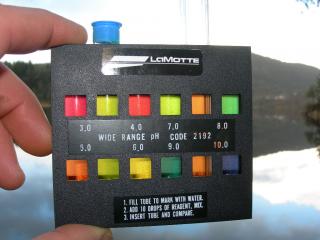 LaMOTTE
3.0 4.0 7.0 8.0
WIDE RANGE pH CODE 2192
5.0 6.0 9.0 10.0
1. FILL TUBE TO MARK WITH WATER.
2. ADD 10 DROPS OF REAGENT, MIX.
3. INSERT TUBE AND COMPARE.